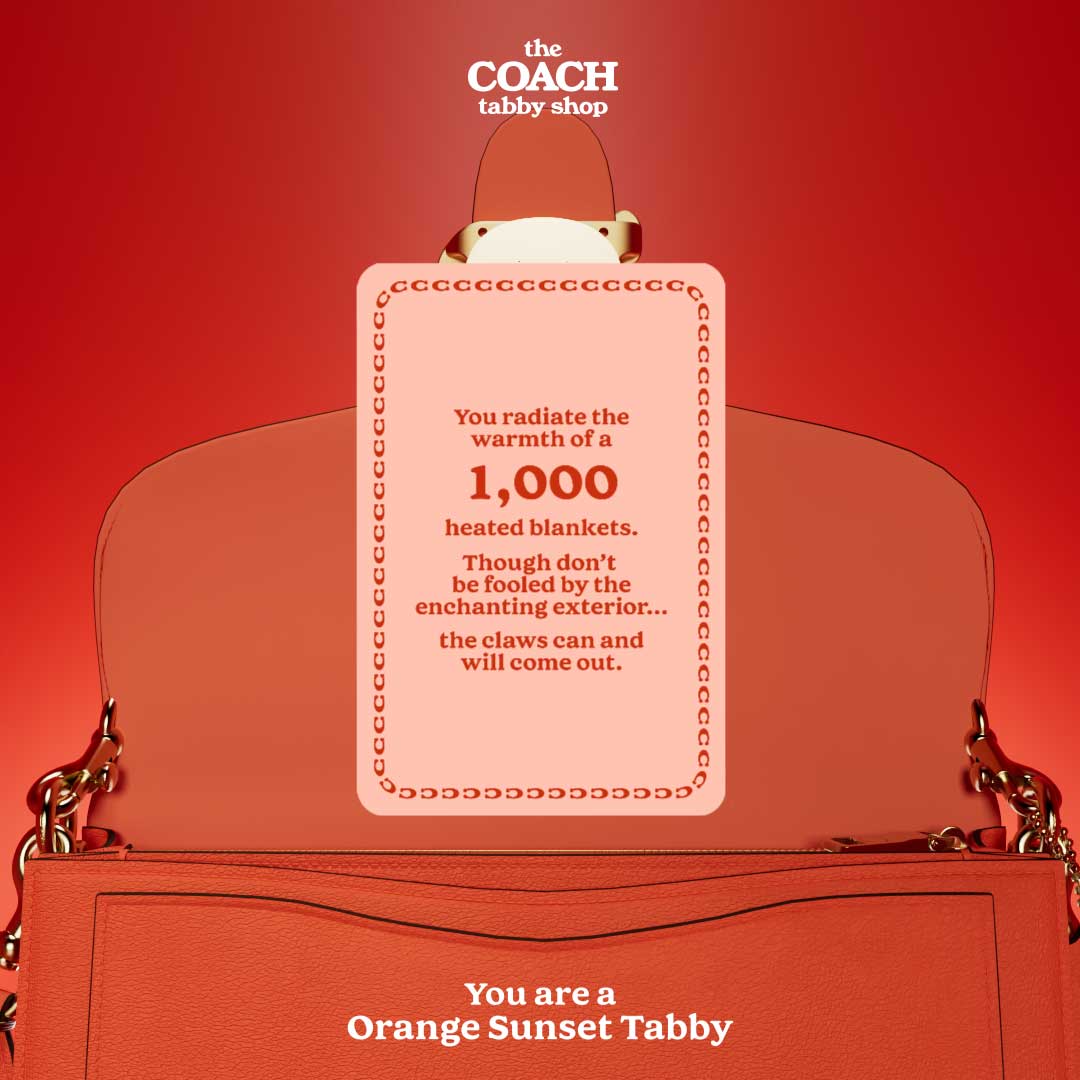 the
COACH
tabby shop
You radiate the
warmth of a
1,000
heated blankets.
Though don’t
be fooled by the
enchanting exterior...
the claws can and
will come out.
You are a
Orange Sunset Tabby